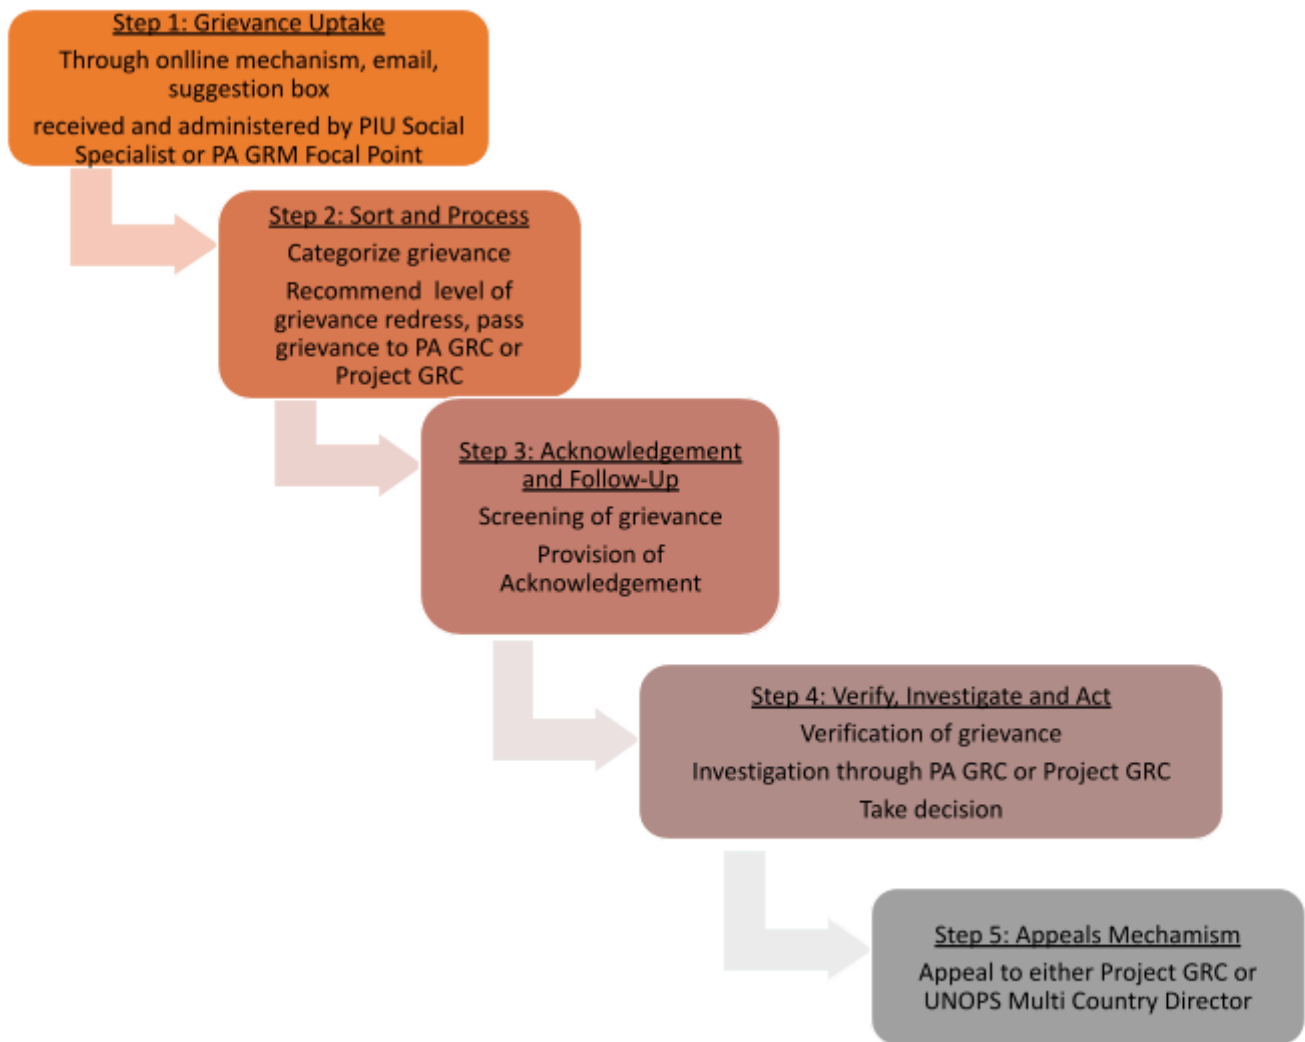 Step 1: Grievance Uptake
Through onlline mechanism, email,
suggestion box
received and administered by PIU Social
Specialist or PA GRM Focal Point
Step 2: Sort and Process
Categorize grievance
Recommend level of
grievance redress, pass
grievance to PA GRC or
Project GRC
Step 3: Acknowledgement
and Follow-Up
Screening of grievance
Provision of
Acknowledgement
Step 4: Verify, Investigate and Act
Verification of grievance
Investigation through PA GRC or Project GRC
Take decision
Step 5: Appeals Mechamism
Appeal to either Project GRC or
UNOPS Multi Country Director